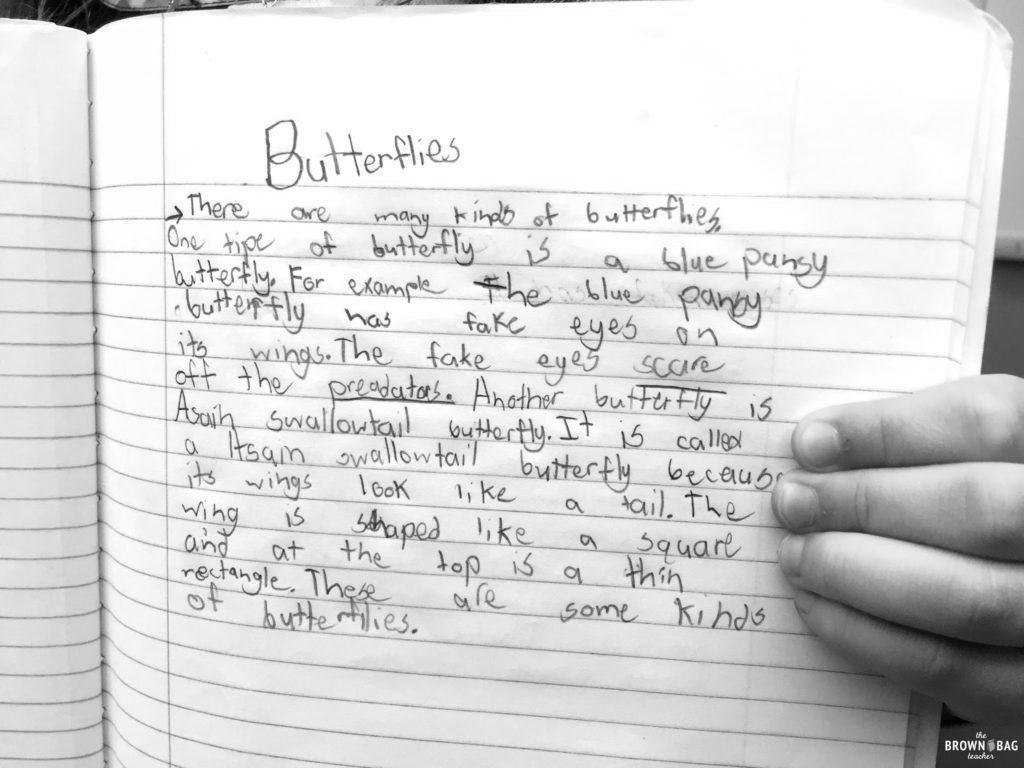 Butterflies
→There are many kinds of butterflies.
One tipe of butterfly is a blue pansy
butterfly. For example The blue pansy
butterfly has fake eyes on
its wings. The fake eyes scare
off the preadators. Another butterfly is
Asain swallowtail butterfly. It is called
a Itsain swallowtail butterfly because
its wings look like a tail. The
wing is shaped like a square
and at the top is a thin
rectangle. These are some kinds
of butterflies.
the
BROWN BAG
teacher